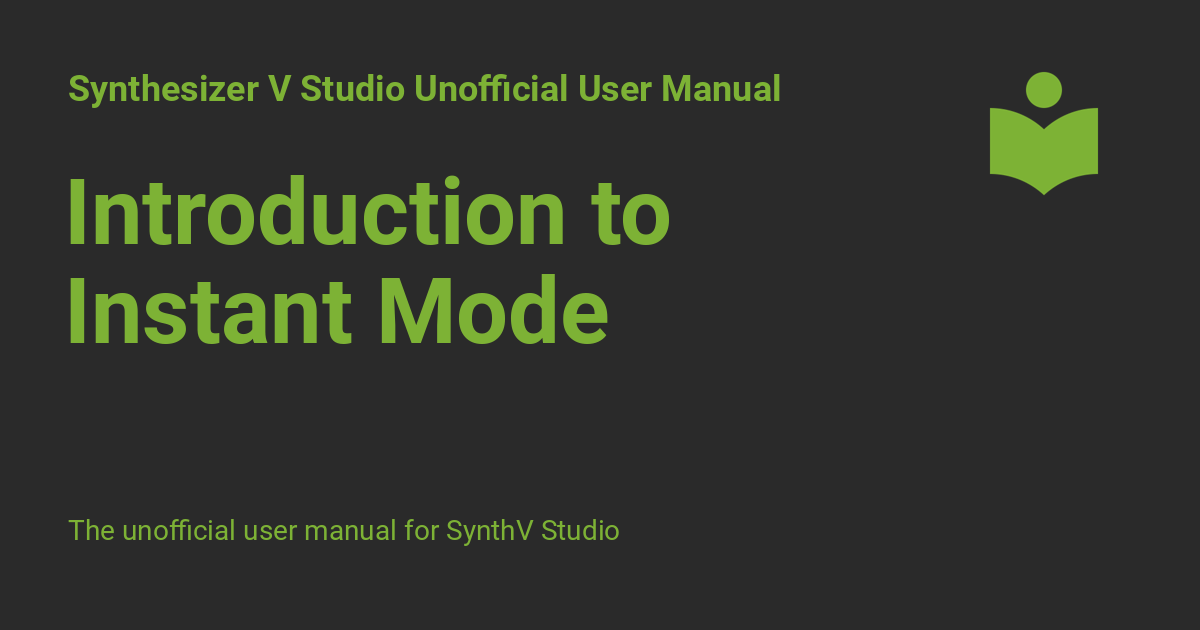 Synthesizer V Studio Unofficial User Manual
Introduction to
Instant Mode
The unofficial user manual for SynthV Studio